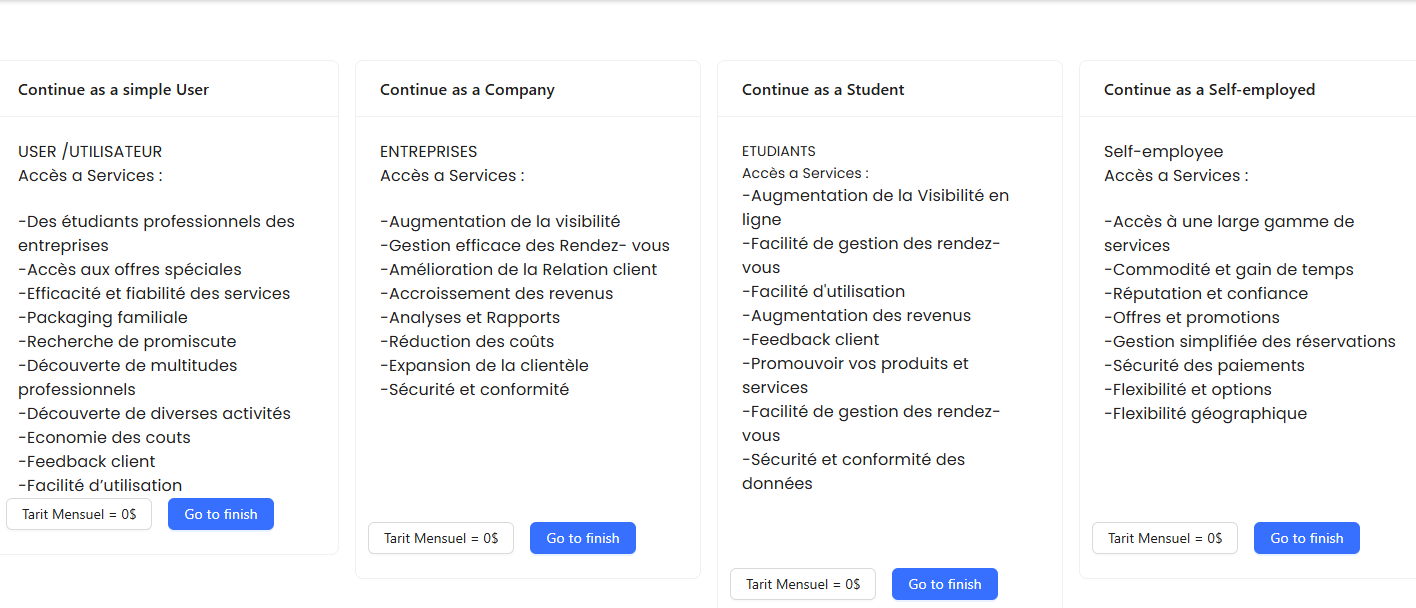 Continue as a simple User
USER /UTILISATEUR
Accès a Services :
-Des étudiants professionnels des
entreprises
-Accès aux offres spéciales
-Efficacité et fiabilité des services
-Packaging familiale
-Recherche de promiscute
-Découverte de multitudes
professionnels
-Découverte de diverses activités
-Economie des couts
-Feedback client
-Facilité d’utilisation
Tarit Mensuel = 0$
Go to finish
Continue as a Company
ENTREPRISES
Accès a Services :
-Augmentation de la visibilité
-Gestion efficace des Rendez- vous
-Amélioration de la Relation client
-Accroissement des revenus
-Analyses et Rapports
-Réduction des coûts
-Expansion de la clientèle
-Sécurité et conformité
Tarit Mensuel = 0$
Go to finish
Continue as a Student
ETUDIANTS
Accès a Services :
-Augmentation de la Visibilité en
ligne
-Facilité de gestion des rendez-
vous
-Facilité d'utilisation
-Augmentation des revenus
-Feedback client
-Promouvoir vos produits et
services
-Facilité de gestion des rendez-
vous
-Sécurité et conformité des
données
Tarit Mensuel = 0$
Go to finish
Continue as a Self-employed
Self-employee
Accès a Services :
-Accès à une large gamme de
services
-Commodité et gain de temps
-Réputation et confiance
-Offres et promotions
-Gestion simplifiée des réservations
-Sécurité des paiements
-Flexibilité et options
-Flexibilité géographique
Tarit Mensuel = 0$
Go to finish